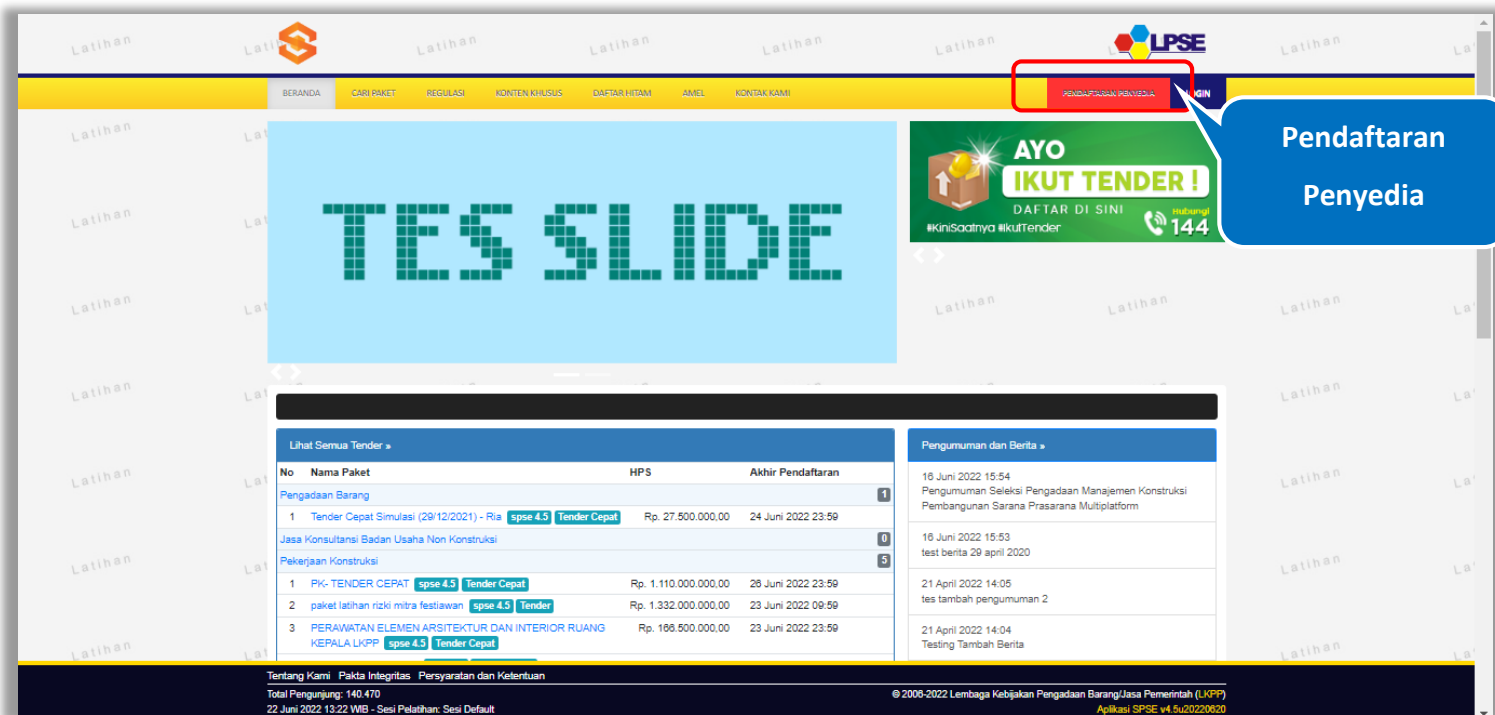 LPSE
BERANDA CARI PAKET REGULASI KONTEN KHUSUS DAFTAR HITAM AMEL KONTAK KAMI PENDAFTARAN PENYEDIA LOGIN
Pendaftaran
Penyedia
TES SLIDE
AYO
IKUT TENDER !
DAFTAR DI SINI
#KiniSaatnya #IkutTender
Hubungi
144
Lihat Semua Tender »
No Nama Paket HPS Akhir Pendaftaran
Pengadaan Barang 1
1 Tender Cepat Simulasi (29/12/2021) - Ria spse 4.5 Tender Cepat Rp. 27.500.000,00 24 Juni 2022 23:59
Jasa Konsultansi Badan Usaha Non Konstruksi 0
Pekerjaan Konstruksi 5
1 PK- TENDER CEPAT spse 4.5 Tender Cepat Rp. 1.110.000.000,00 26 Juni 2022 23:59
2 paket latihan rizki mitra festiawan spse 4.5 Tender Rp. 1.332.000.000,00 23 Juni 2022 09:59
3 PERAWATAN ELEMEN ARSITEKTUR DAN INTERIOR RUANG Rp. 166.500.000,00 23 Juni 2022 23:59
KEPALA LKPP spse 4.5 Tender Cepat
Pengumuman dan Berita »
16 Juni 2022 15:54
Pengumuman Seleksi Pengadaan Manajemen Konstruksi
Pembangunan Sarana Prasarana Multiplatform
16 Juni 2022 15:53
test berita 29 april 2020
21 April 2022 14:05
tes tambah pengumuman 2
21 April 2022 14:04
Testing Tambah Berita
Tentang Kami Pakta Integritas Persyaratan dan Ketentuan
Total Pengunjung: 140.470
22 Juni 2022 13:22 WIB - Sesi Pelatihan: Sesi Default
© 2006-2022 Lembaga Kebijakan Pengadaan Barang/Jasa Pemerintah (LKPP)
Aplikasi SPSE v4.5u20220620
Latihan